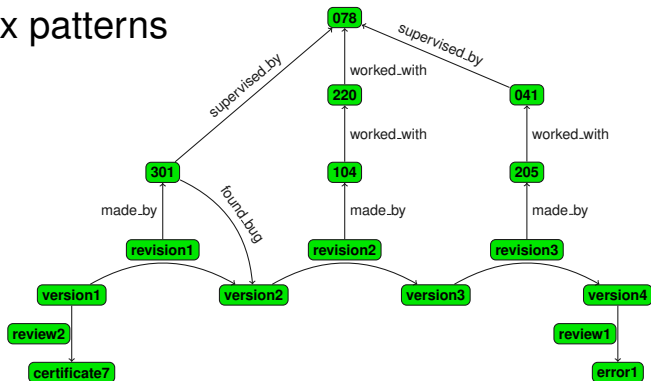 x patterns
078
supervised_by
supervised_by
worked_with
220
041
worked_with
worked_with
301
104
205
found_bug
made_by
made_by
made_by
revision1
revision2
revision3
version1
version2
version3
version4
review2
review1
certificate7
error1